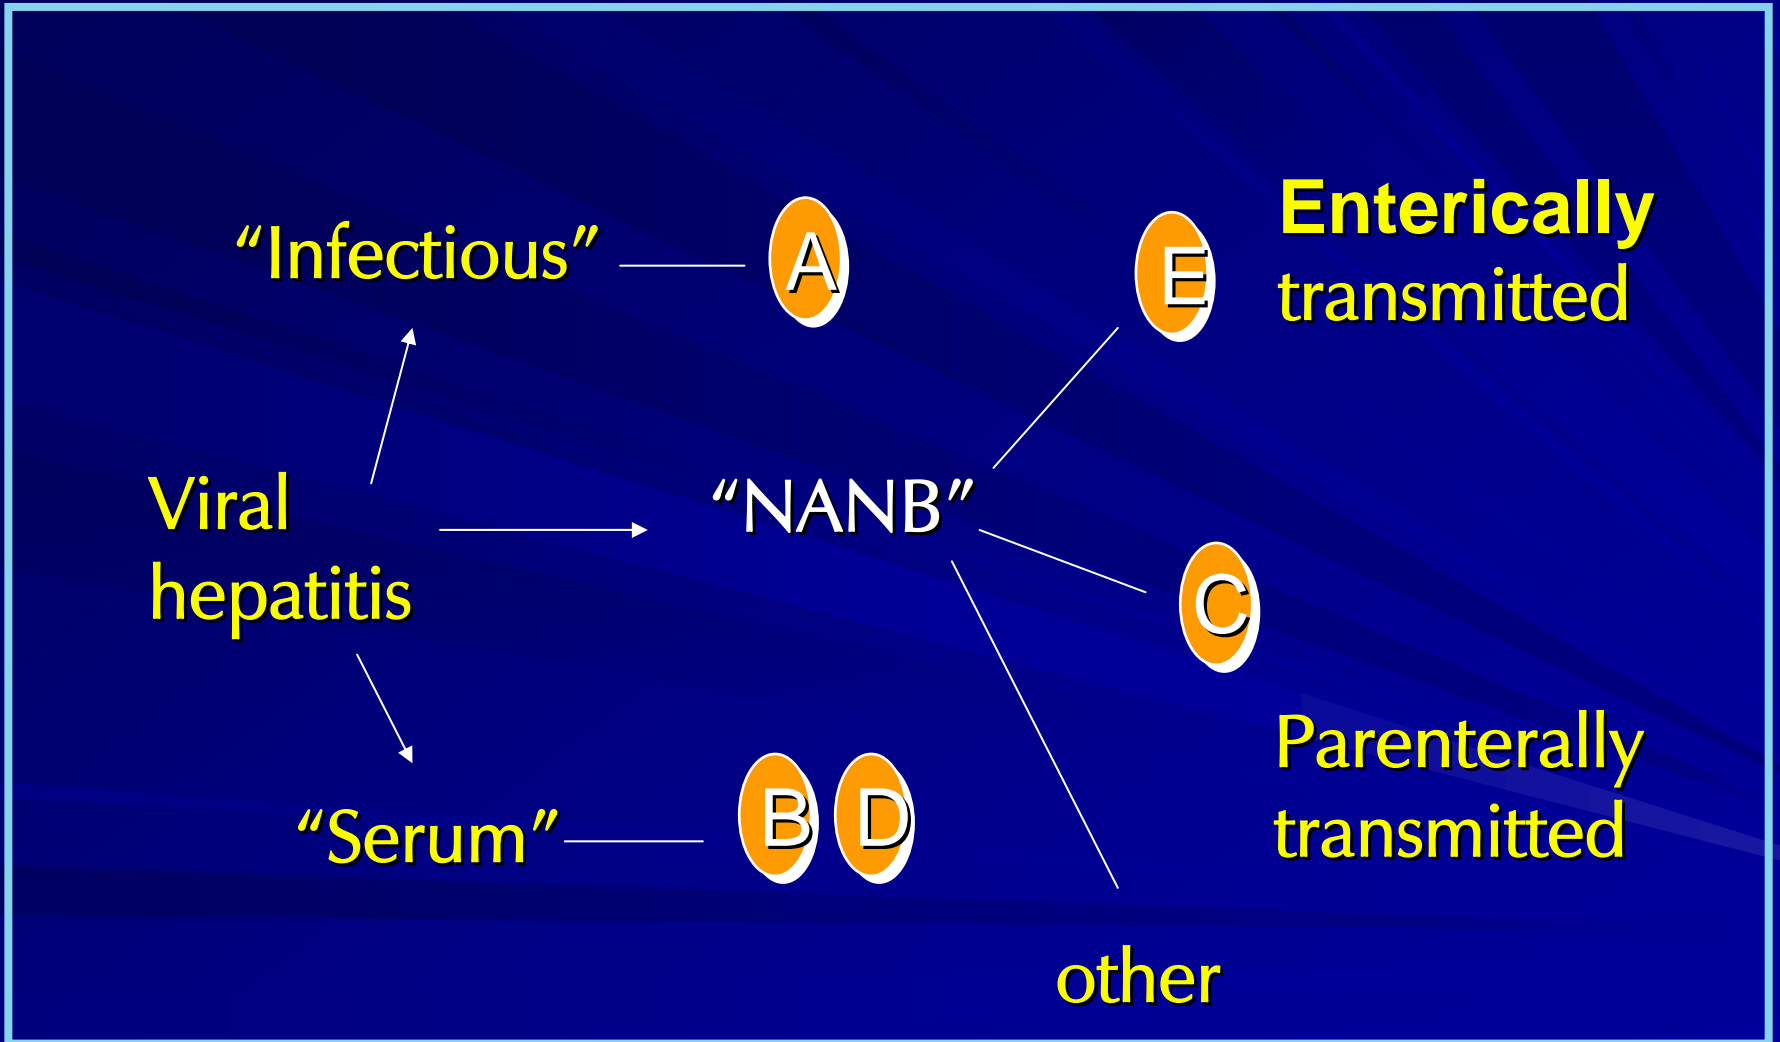 “Infectious”
A
E
Enterically
transmitted
Viral
hepatitis
“NANB”
C
Parenterally
transmitted
“Serum”
B D
other